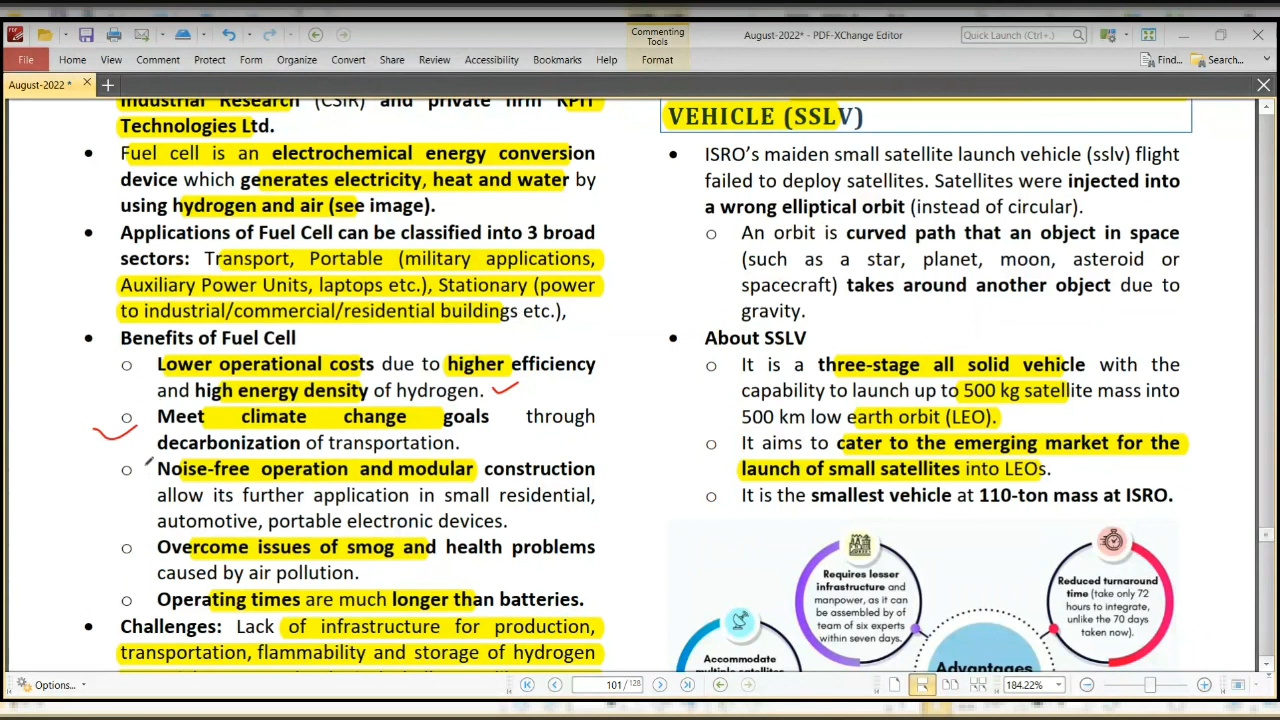 Commenting
Tools
August-2022* - PDF-XChange Editor
Quick Launch (Ctrl+.)
File
Home
View
Comment
Protect
Form
Organize
Convert
Share
Review
Accessibility
Bookmarks
Help
Format
Find...
Search...
August-2022 *
Industrial Research (CSIR) and private firm KPIT
Technologies Ltd.
• Fuel cell is an electrochemical energy conversion
device which generates electricity, heat and water by
using hydrogen and air (see image).
• Applications of Fuel Cell can be classified into 3 broad
sectors: Transport, Portable (military applications,
Auxiliary Power Units, laptops etc.), Stationary (power
to industrial/commercial/residential buildings etc.),
• Benefits of Fuel Cell
o Lower operational costs due to higher efficiency
and high energy density of hydrogen.
o Meet climate change goals through
decarbonization of transportation.
o Noise-free operation and modular construction
allow its further application in small residential,
automotive, portable electronic devices.
o Overcome issues of smog and health problems
caused by air pollution.
o Operating times are much longer than batteries.
• Challenges: Lack of infrastructure for production,
transportation, flammability and storage of hydrogen
VEHICLE (SSLV)
• ISRO's maiden small satellite launch vehicle (sslv) flight
failed to deploy satellites. Satellites were injected into
a wrong elliptical orbit (instead of circular).
o An orbit is curved path that an object in space
(such as a star, planet, moon, asteroid or
spacecraft) takes around another object due to
gravity.
• About SSLV
o It is a three-stage all solid vehicle with the
capability to launch up to 500 kg satellite mass into
500 km low earth orbit (LEO).
o It aims to cater to the emerging market for the
launch of small satellites into LEOs.
o It is the smallest vehicle at 110-ton mass at ISRO.
Requires lesser
infrastructure and
manpower, as it can
be assembled by of
team of six experts
within seven days.
Reduced turnaround
time (take only 72
hours to integrate,
unlike the 70 days
taken now).
Accommodate
Advantages
Options...
101 / 128
184.22%